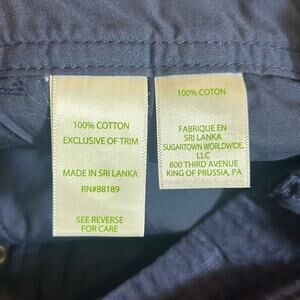 100% COTTON
EXCLUSIVE OF TRIM
MADE IN SRI LANKA
RN#88189
SEE REVERSE
FOR CARE
100% COTON
FABRIQUE EN
SRI LANKA
SUGARTOWN WORLDWIDE,
LLC
800 THIRD AVENUE
KING OF PRUSSIA, PA